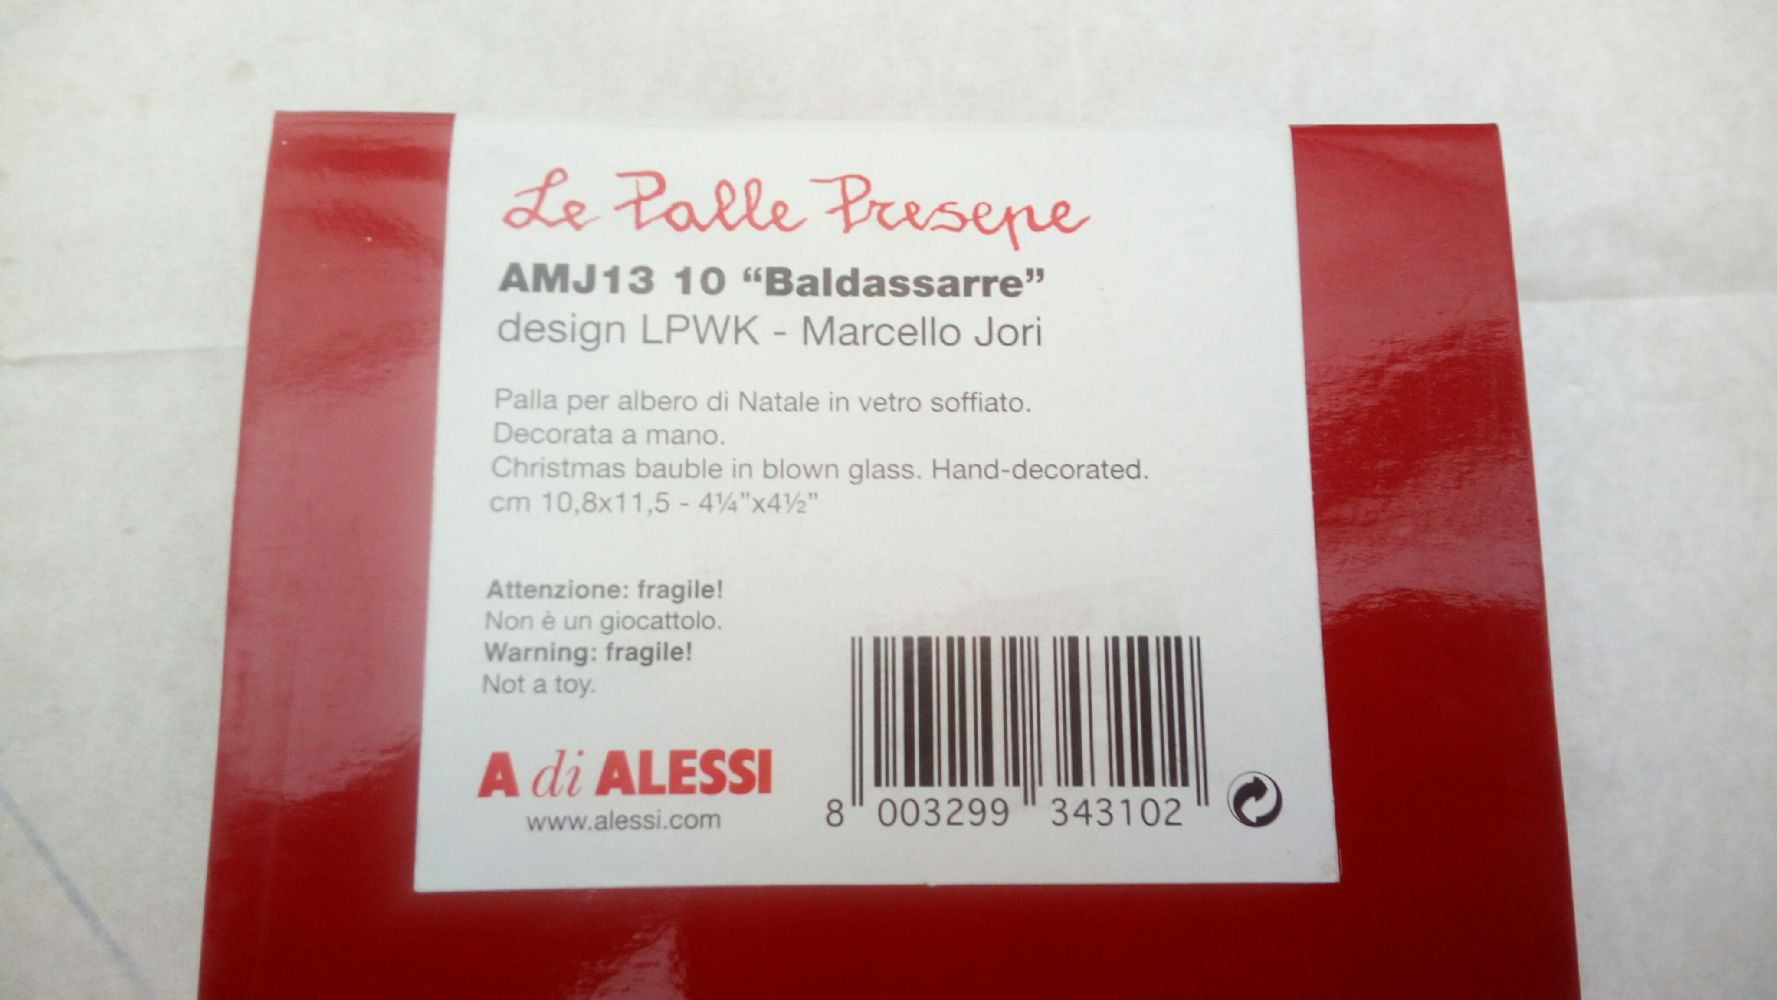 Le Palle Presepe
AMJ13 10 “Baldassarre”
design LPWK - Marcello Jori
Palla per albero di Natale in vetro soffiato.
Decorata a mano.
Christmas bauble in blown glass. Hand-decorated.
cm 10,8x11,5 - 4¼”x4½”
Attenzione: fragile!
Non è un giocattolo.
Warning: fragile!
Not a toy.
A di ALESSI
www.alessi.com
8 003299 343102